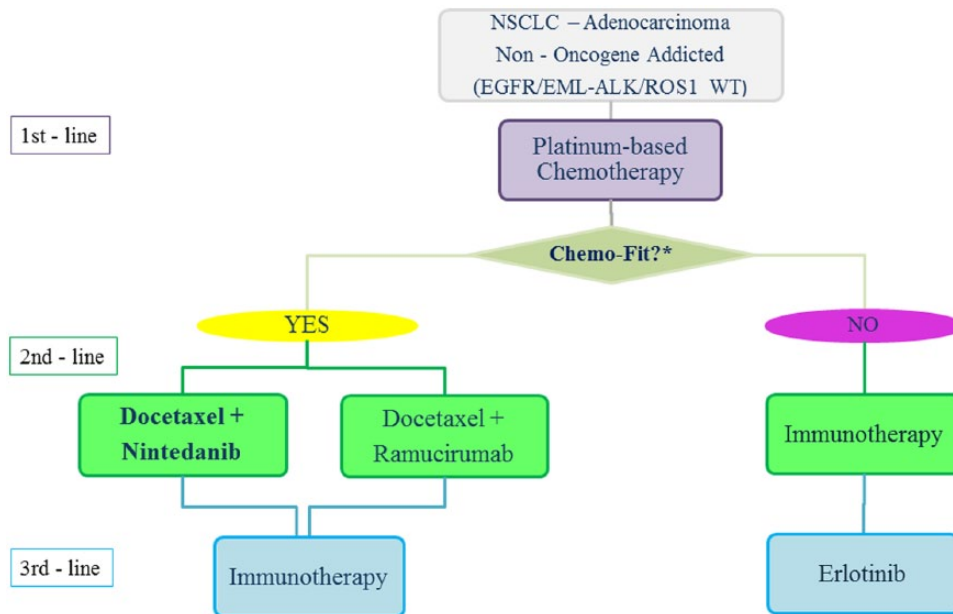 NSCLC – Adenocarcinoma
Non - Oncogene Addicted
(EGFR/EML-ALK/ROS1 WT)
1st - line
Platinum-based
Chemotherapy
Chemo-Fit?*
YES
NO
2nd - line
Docetaxel +
Nintedanib
Docetaxel +
Ramucirumab
Immunotherapy
3rd - line
Immunotherapy
Erlotinib